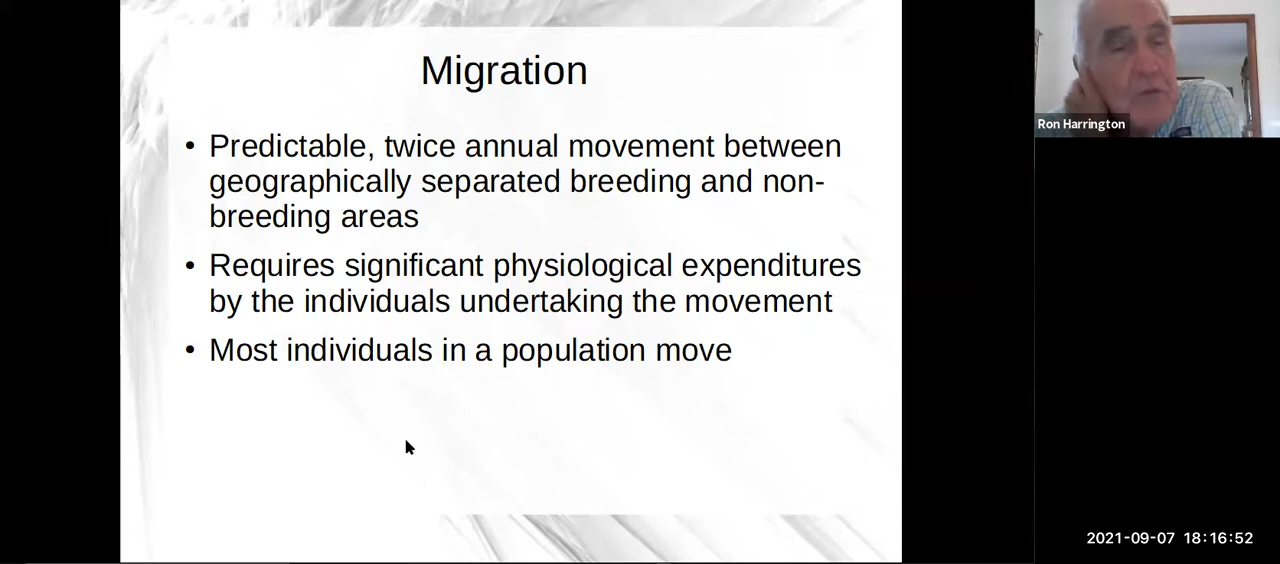 Migration
• Predictable, twice annual movement between
geographically separated breeding and non-
breeding areas
• Requires significant physiological expenditures
by the individuals undertaking the movement
• Most individuals in a population move
Ron Harrington
2021-09-07 18:16:52